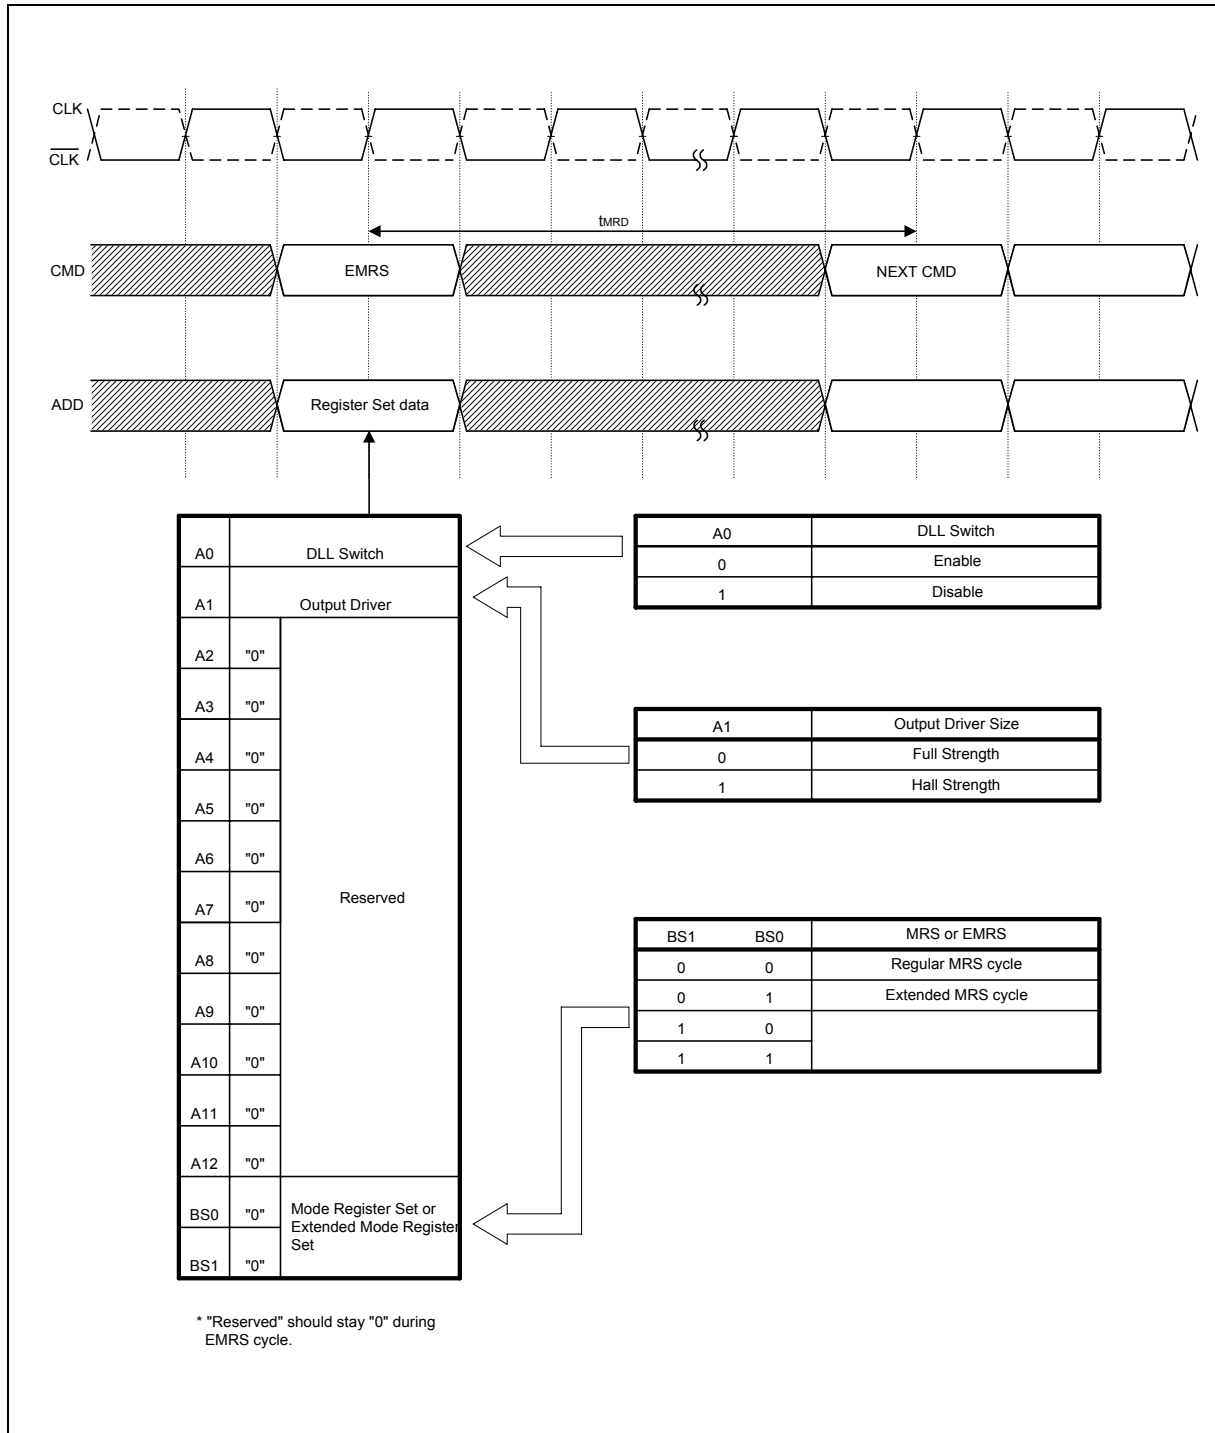 CLK
CLK
tMRD
CMD EMRS NEXT CMD
ADD Register Set data
A0 DLL Switch
A1 Output Driver
A2 "0"
A3 "0"
A4 "0"
A5 "0"
A6 "0"
A7 "0" Reserved
A8 "0"
A9 "0"
A10 "0"
A11 "0"
A12 "0"
BS0 "0" Mode Register Set or
Extended Mode Register
Set
BS1 "0"
A0 DLL Switch
0 Enable
1 Disable
A1 Output Driver Size
0 Full Strength
1 Hall Strength
BS1 BS0 MRS or EMRS
0 0 Regular MRS cycle
0 1 Extended MRS cycle
1 0
1 1
* "Reserved" should stay "0" during
EMRS cycle.